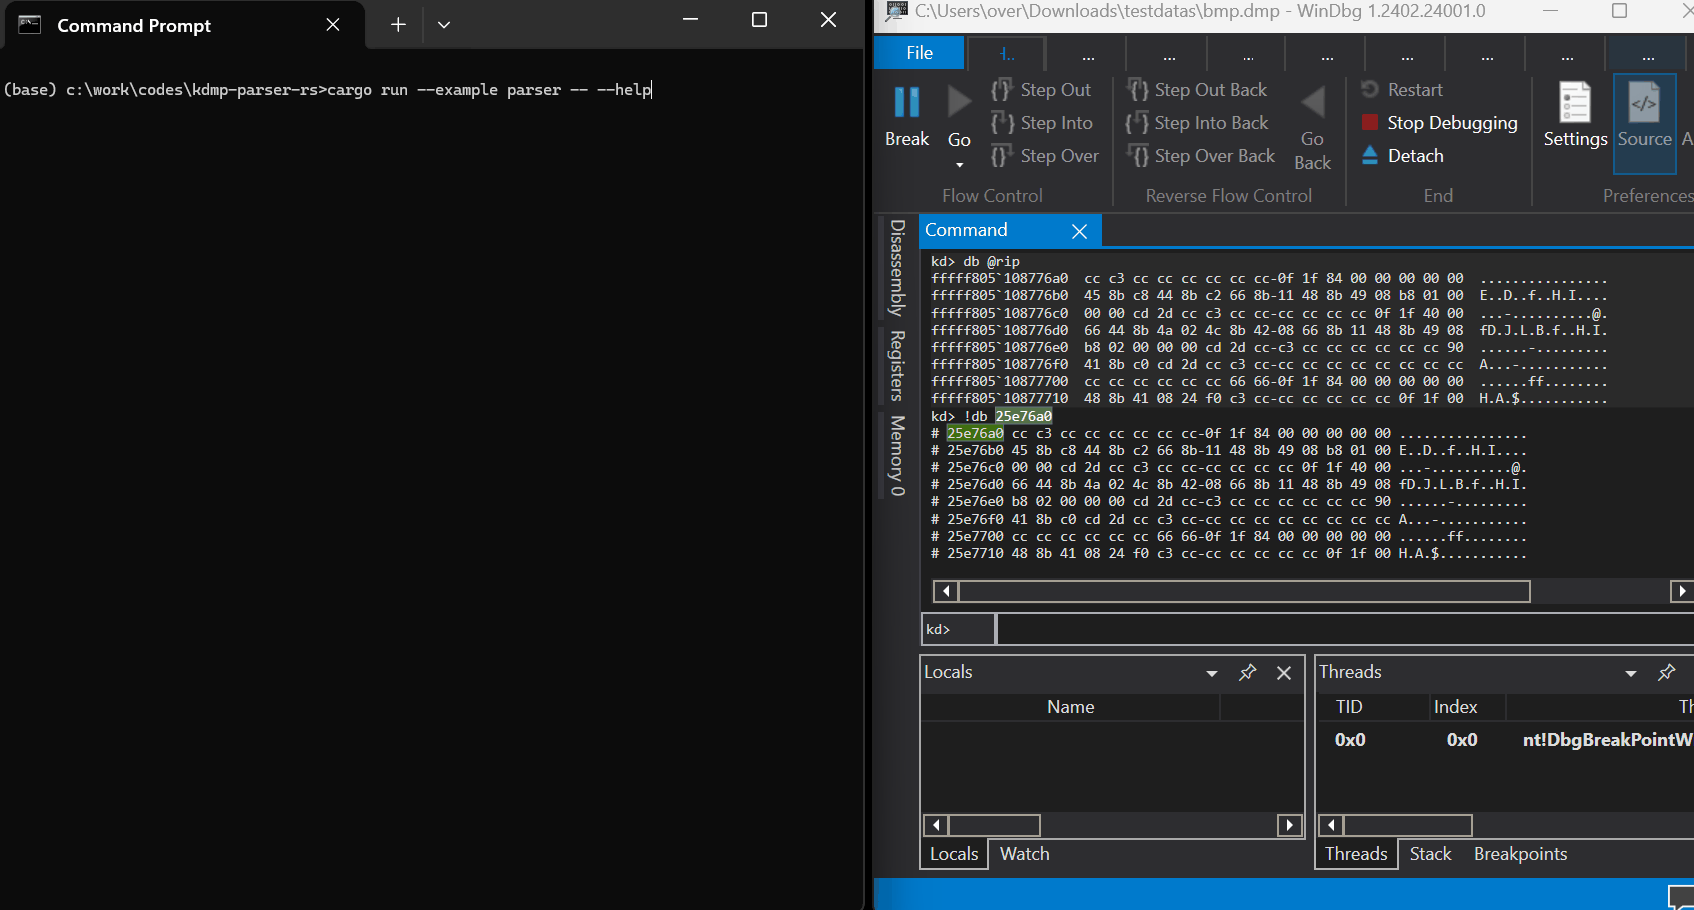 Command Prompt
(base) c:\work\codes\kdmp-parser-rs>cargo run --example parser -- --help
C:\Users\over\Downloads\testdatas\bmp.dmp - WinDbg 1.2402.24001.0
File
... ... ... ... ... ... ... ...
Break
Go
Step Out
Step Into
Step Over
Flow Control
Step Out Back
Step Into Back
Step Over Back
Go
Back
Reverse Flow Control
Restart
Stop Debugging
Detach
End
Settings
Source
A
Preferences
Disassembly
Registers
Memory 0
Command
kd> db @rip
fffff805`108776a0  cc c3 cc cc cc cc cc cc-0f 1f 84 00 00 00 00 00  ................
fffff805`108776b0  45 8b c8 44 8b c2 66 8b-11 48 8b 49 08 b8 01 00  E..D..f..H.I....
fffff805`108776c0  00 00 cd 2d cc c3 cc cc-cc cc cc cc 0f 1f 40 00  ...-..........@.
fffff805`108776d0  66 44 8b 4a 02 4c 8b 42-08 66 8b 11 48 8b 49 08  fD.J.L.B.f..H.I.
fffff805`108776e0  b8 02 00 00 00 cd 2d cc-c3 cc cc cc cc cc cc 90  ......-.........
fffff805`108776f0  41 8b c0 cd 2d cc c3 cc-cc cc cc cc cc cc cc cc  A...-...........
fffff805`10877700  cc cc cc cc cc cc 66 66-0f 1f 84 00 00 00 00 00  ......ff........
fffff805`10877710  48 8b 41 08 24 f0 c3 cc-cc cc cc cc cc 0f 1f 00  H.A.$...........
kd> !db 25e76a0
# 25e76a0 cc c3 cc cc cc cc cc cc-0f 1f 84 00 00 00 00 00 ................
# 25e76b0 45 8b c8 44 8b c2 66 8b-11 48 8b 49 08 b8 01 00 E..D..f..H.I....
# 25e76c0 00 00 cd 2d cc c3 cc cc-cc cc cc cc 0f 1f 40 00 ...-..........@.
# 25e76d0 66 44 8b 4a 02 4c 8b 42-08 66 8b 11 48 8b 49 08 fD.J.L.B.f..H.I.
# 25e76e0 b8 02 00 00 00 cd 2d cc-c3 cc cc cc cc cc cc 90 ......-.........
# 25e76f0 41 8b c0 cd 2d cc c3 cc-cc cc cc cc cc cc cc cc A...-...........
# 25e7700 cc cc cc cc cc cc 66 66-0f 1f 84 00 00 00 00 00 ......ff........
# 25e7710 48 8b 41 08 24 f0 c3 cc-cc cc cc cc cc 0f 1f 00 H.A.$...........
kd>
Locals
Name
Locals Watch
Threads
TID Index Th
0x0 0x0 nt!DbgBreakPointW
Threads Stack Breakpoints